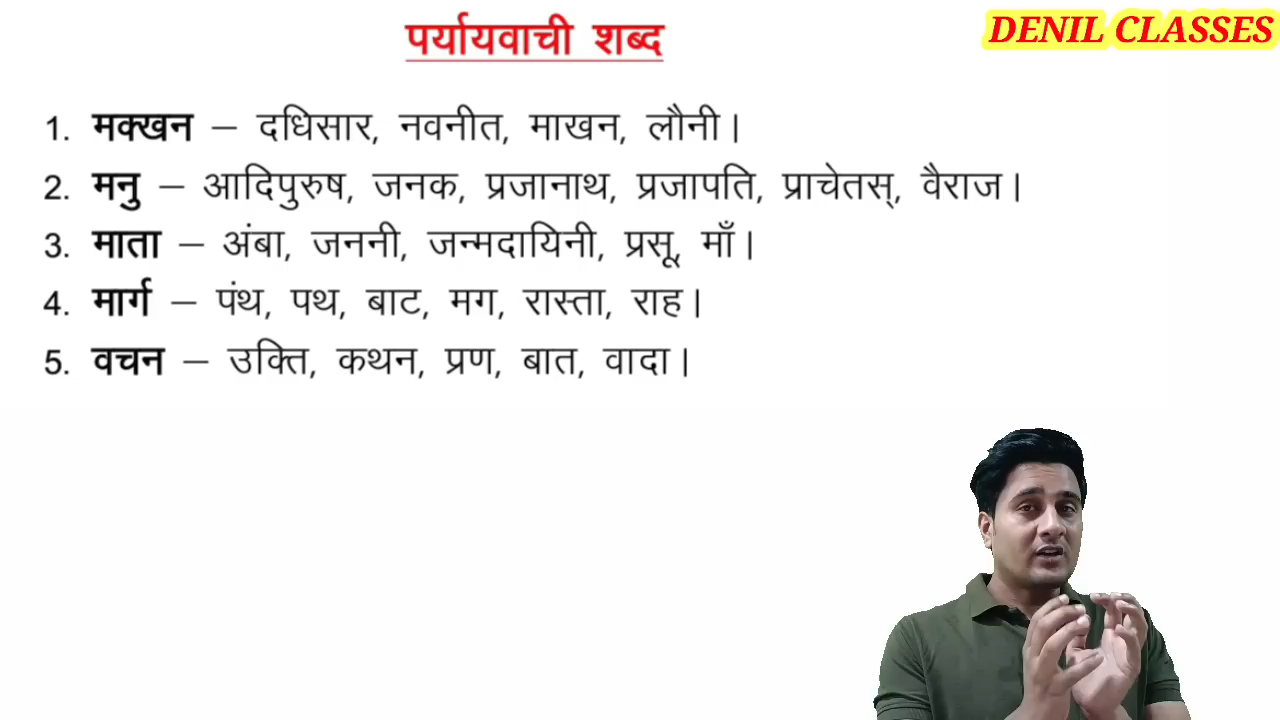 पर्यायवाची शब्द
DENIL CLASSES
1. मक्खन – दधिसार, नवनीत, माखन, लौनी।
2. मनु – आदिपुरुष, जनक, प्रजानाथ, प्रजापति, प्राचेतस्, वैराज।
3. माता – अंबा, जननी, जन्मदायिनी, प्रसू, माँ।
4. मार्ग – पंथ, पथ, बाट, मग, रास्ता, राह।
5. वचन – उक्ति, कथन, प्रण, बात, वादा।